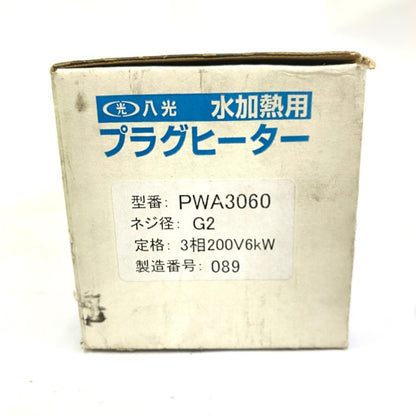 光 八光 水加熱用
プラグヒーター
型番: PWA3060
ネジ径: G2
定格: 3相200V6kW
製造番号: 089